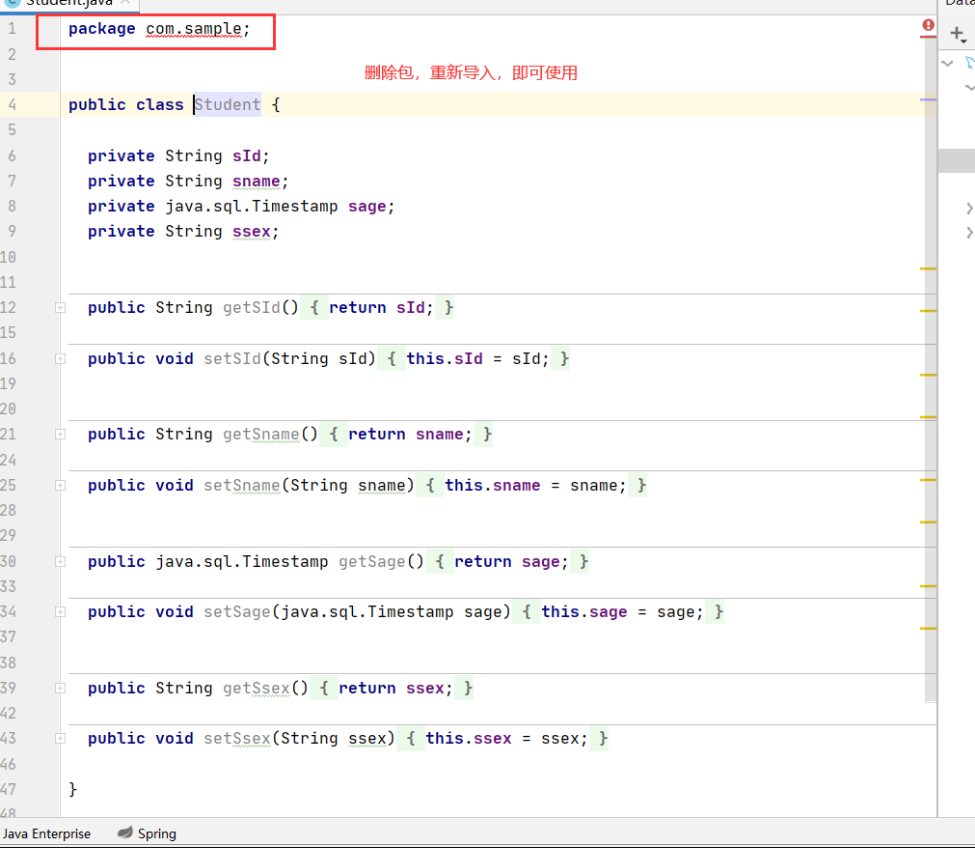 Student.java
Data
1 package com.sample;
2
3 删除包，重新导入，即可使用
4 public class Student {
5
6 private String sId;
7 private String sname;
8 private java.sql.Timestamp sage;
9 private String ssex;
10
11
12 public String getSId() { return sId; }
15
16 public void setSId(String sId) { this.sId = sId; }
19
20
21 public String getSname() { return sname; }
24
25 public void setSname(String sname) { this.sname = sname; }
28
29
30 public java.sql.Timestamp getSage() { return sage; }
33
34 public void setSage(java.sql.Timestamp sage) { this.sage = sage; }
37
38
39 public String getSsex() { return ssex; }
42
43 public void setSsex(String ssex) { this.ssex = ssex; }
46
47 }
48
Java Enterprise Spring